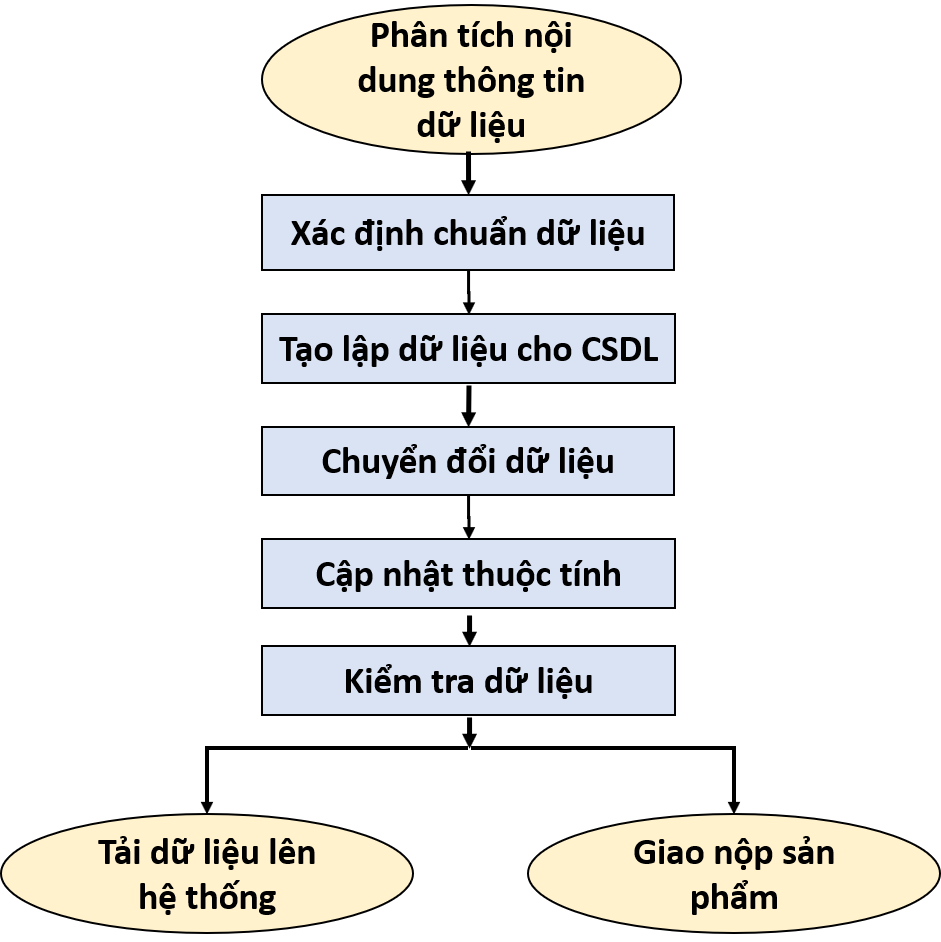 Phân tích nội
dung thông tin
dữ liệu
Xác định chuẩn dữ liệu
Tạo lập dữ liệu cho CSDL
Chuyển đổi dữ liệu
Cập nhật thuộc tính
Kiểm tra dữ liệu
Tải dữ liệu lên
hệ thống
Giao nộp sản
phẩm